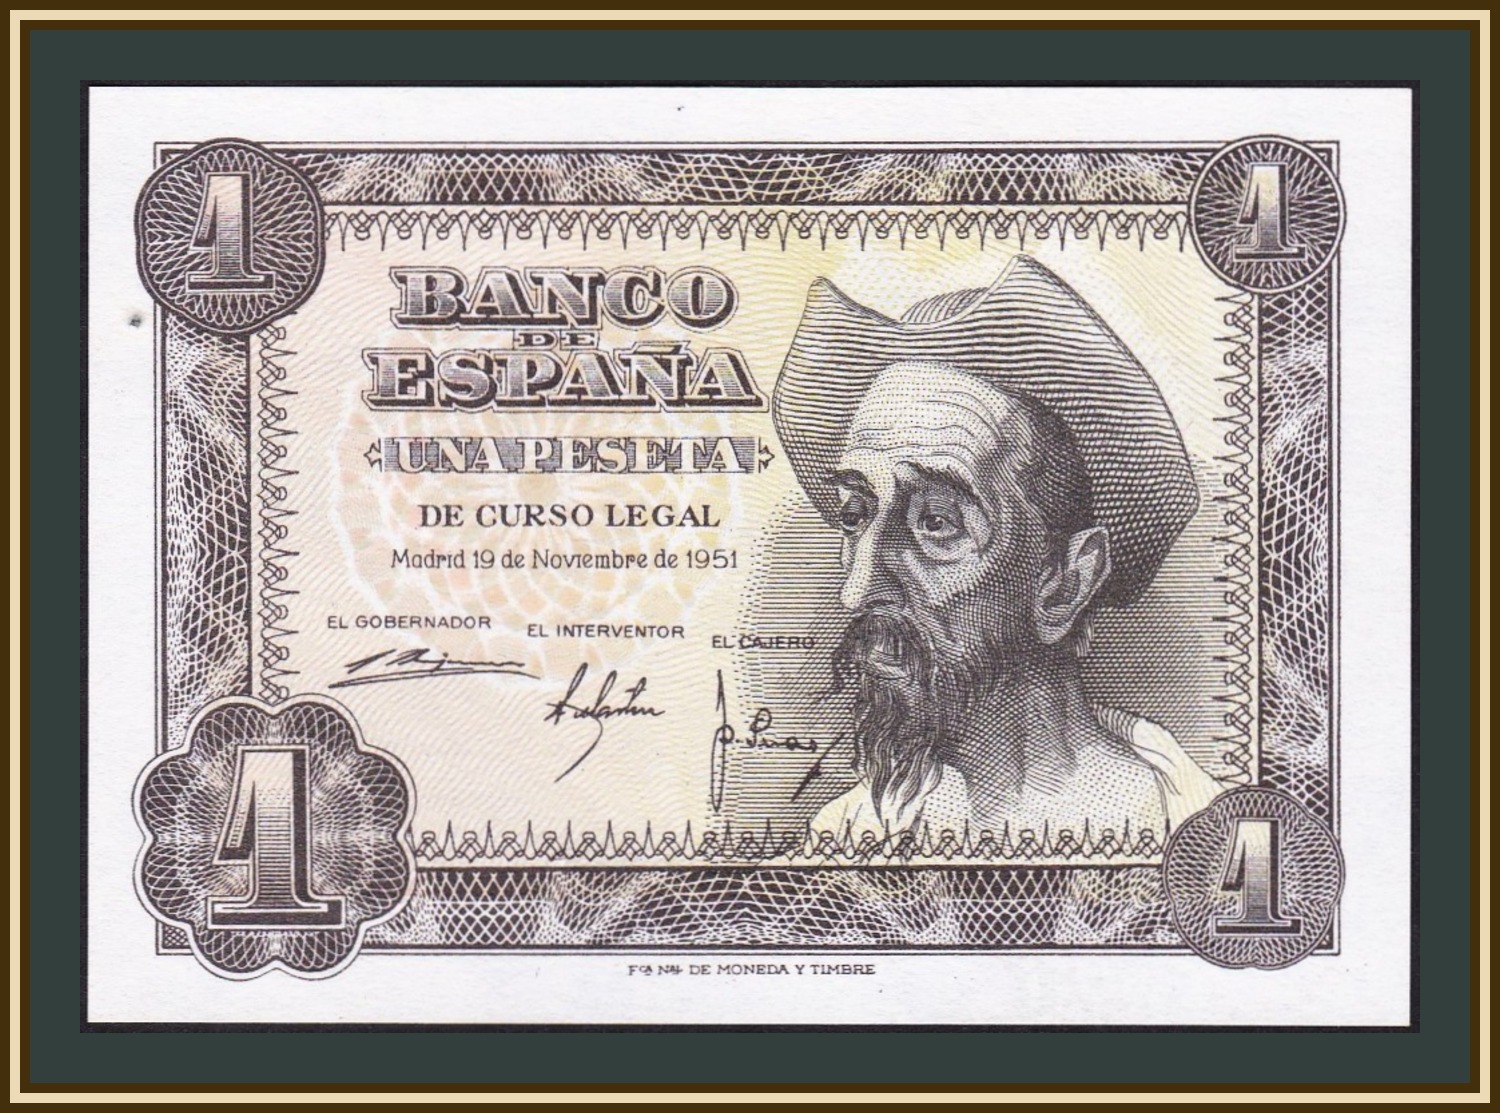 1
1
BANCO
DE
ESPAÑA
UNA PESETA
DE CURSO LEGAL
Madrid 19 de Noviembre de 1951
EL GOBERNADOR
EL INTERVENTOR
EL CAJERO
1
1
Fca Nal DE MONEDA Y TIMBRE